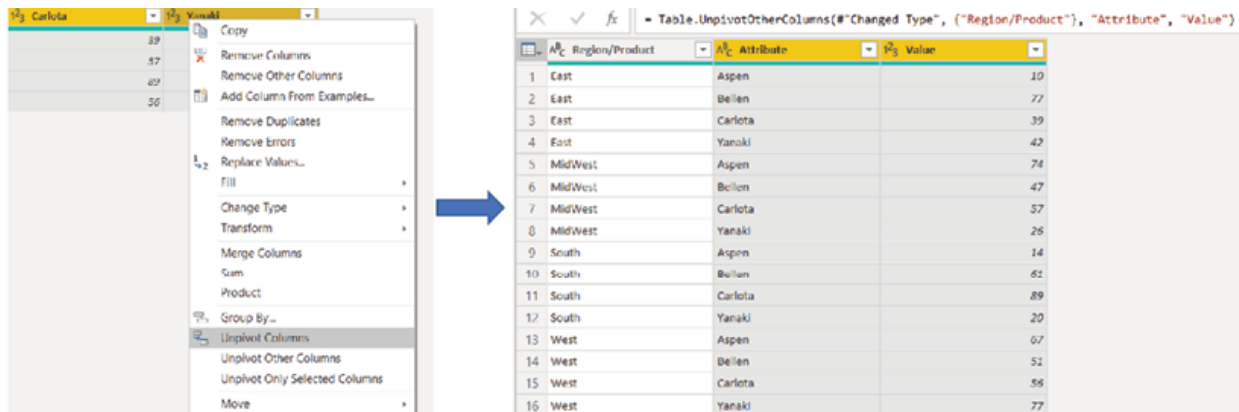 1²3 Carlota 1²3 Yanaki
39
57
89
56
Copy
Remove Columns
Remove Other Columns
Add Column From Examples...
Remove Duplicates
Remove Errors
Replace Values...
Fill
Change Type
Transform
Merge Columns
Sum
Product
Group By...
Unpivot Columns
Unpivot Other Columns
Unpivot Only Selected Columns
Move
fx = Table.UnpivotOtherColumns(#"Changed Type", {"Region/Product"}, "Attribute", "Value")
ABC Region/Product ABC Attribute 1²3 Value
1 East Aspen 10
2 East Bellen 77
3 East Carlota 39
4 East Yanaki 42
5 MidWest Aspen 74
6 MidWest Bellen 47
7 MidWest Carlota 57
8 MidWest Yanaki 26
9 South Aspen 14
10 South Bellen 61
11 South Carlota 89
12 South Yanaki 20
13 West Aspen 67
14 West Bellen 51
15 West Carlota 56
16 West Yanaki 77